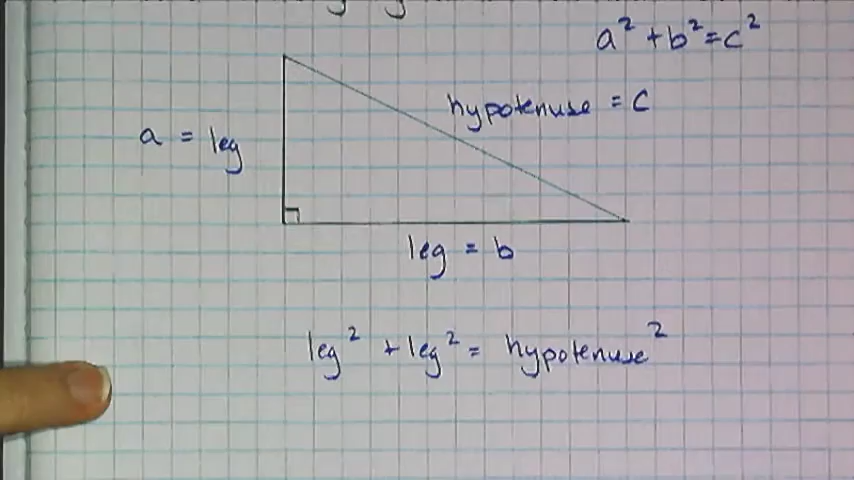 a² + b² = c²
hypotenuse = c
a = leg
leg = b
leg² + leg² = hypotenuse²